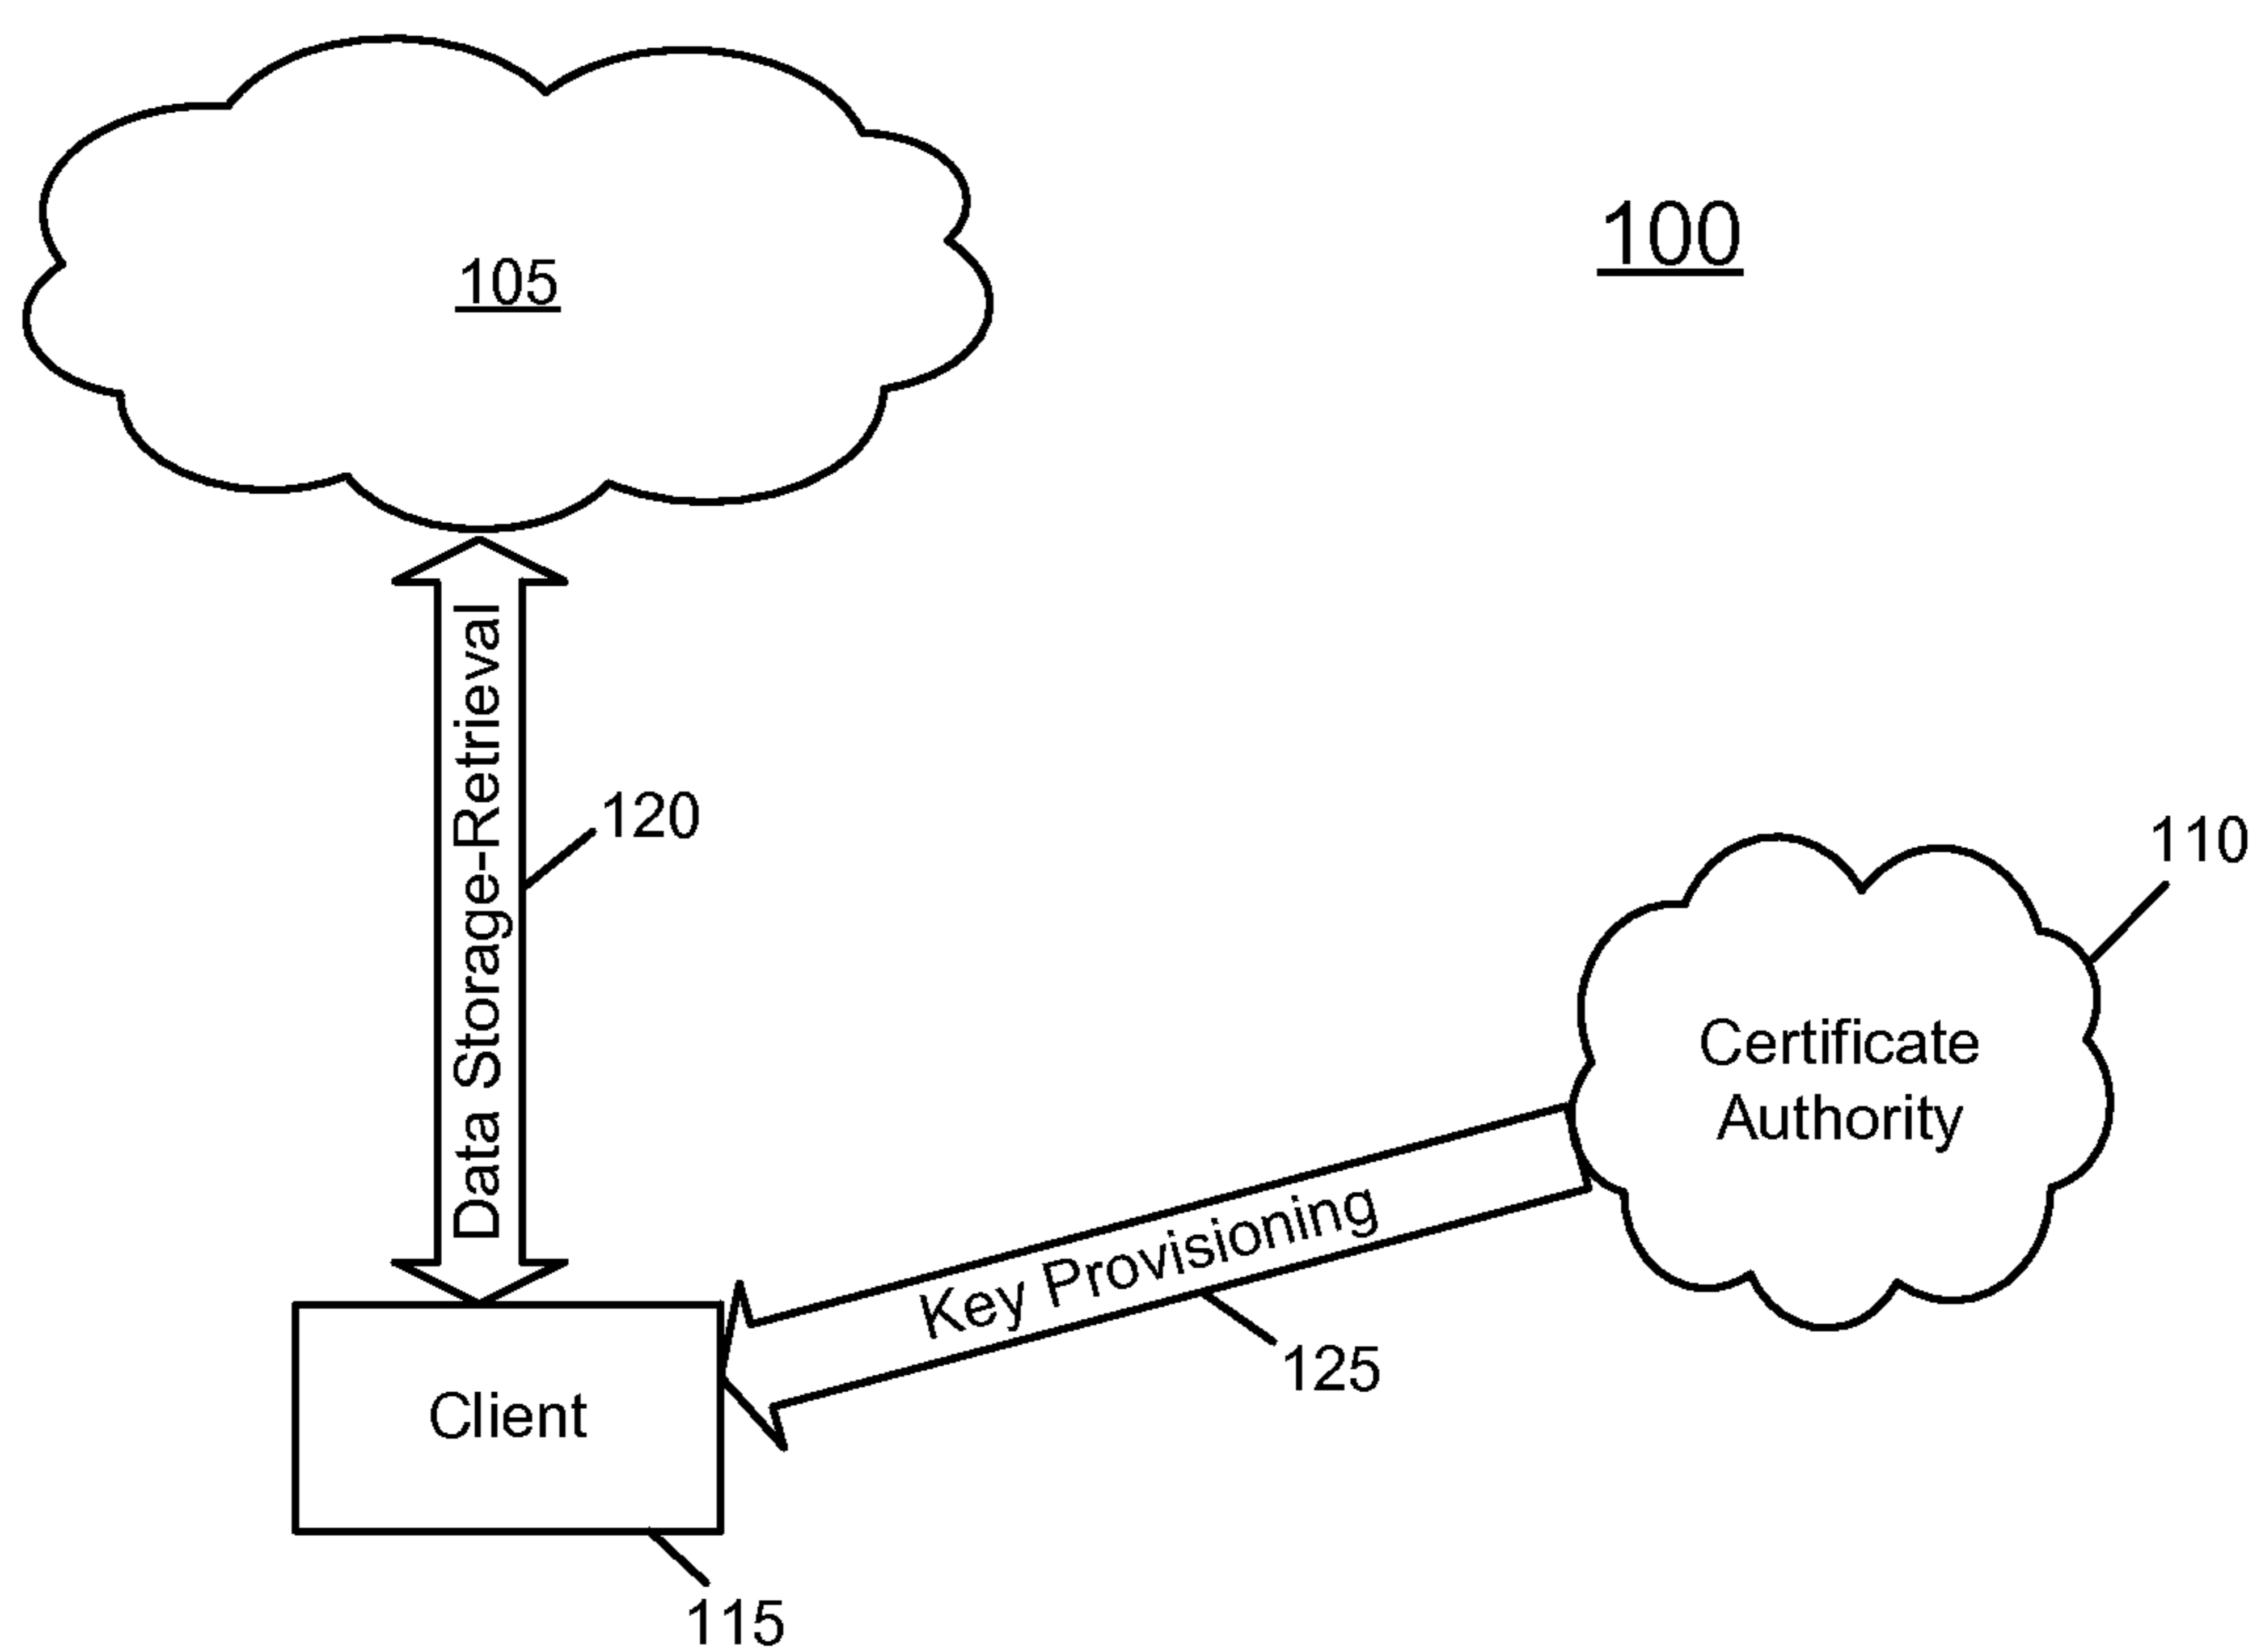 100
105
Data Storage-Retrieval
120
110
Certificate
Authority
Key Provisioning
125
Client
115